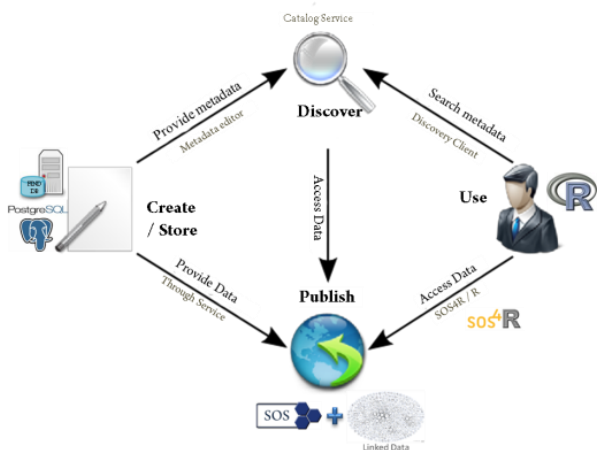 Catalog Service
Discover
Provide metadata
Metadata editor
Search metadata
Discovery Client
PostgreSQL
Create
/ Store
Access Data
Use
R
Provide Data
Through Service
Publish
Access Data
SOS4R / R
SOS4R
SOS
Linked Data